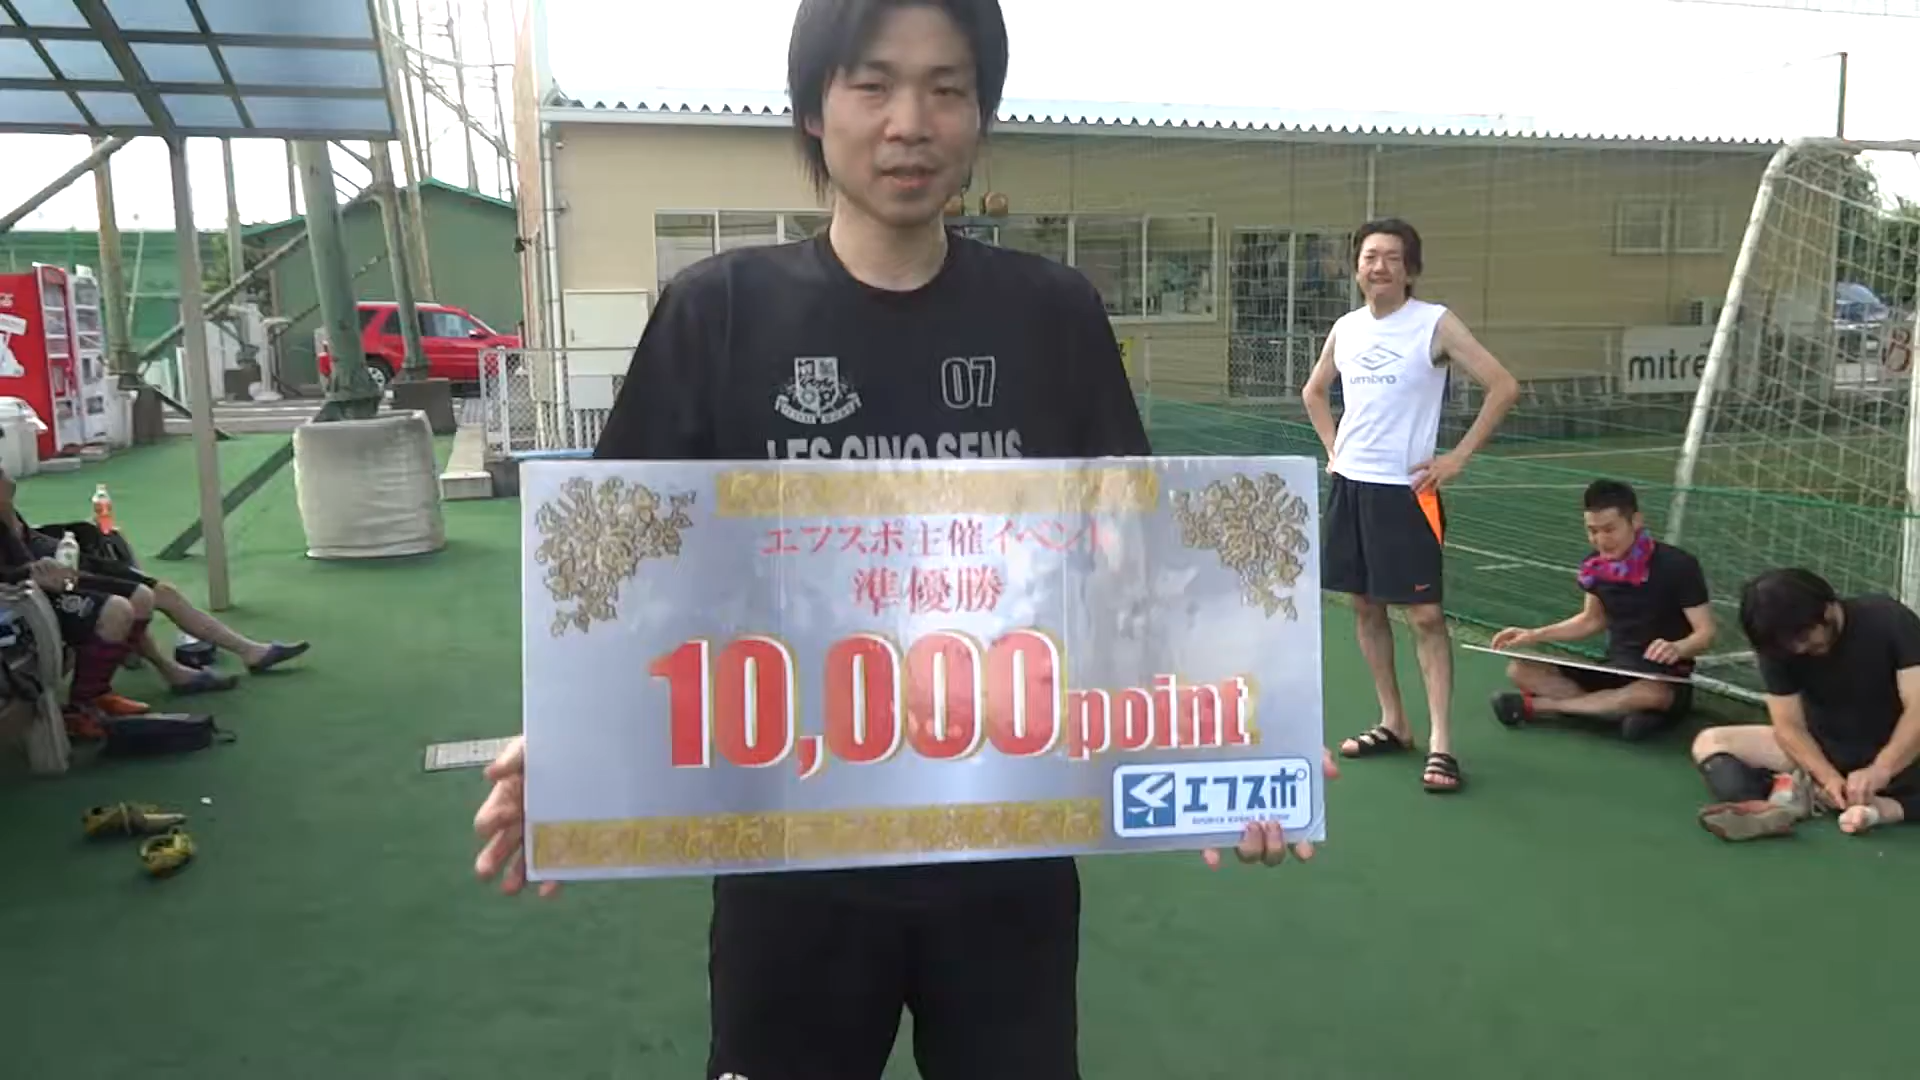 07
LES CINQ SENS
エフスポ主催イベント
準優勝
10,000point
エフスポ
umbro
mitre